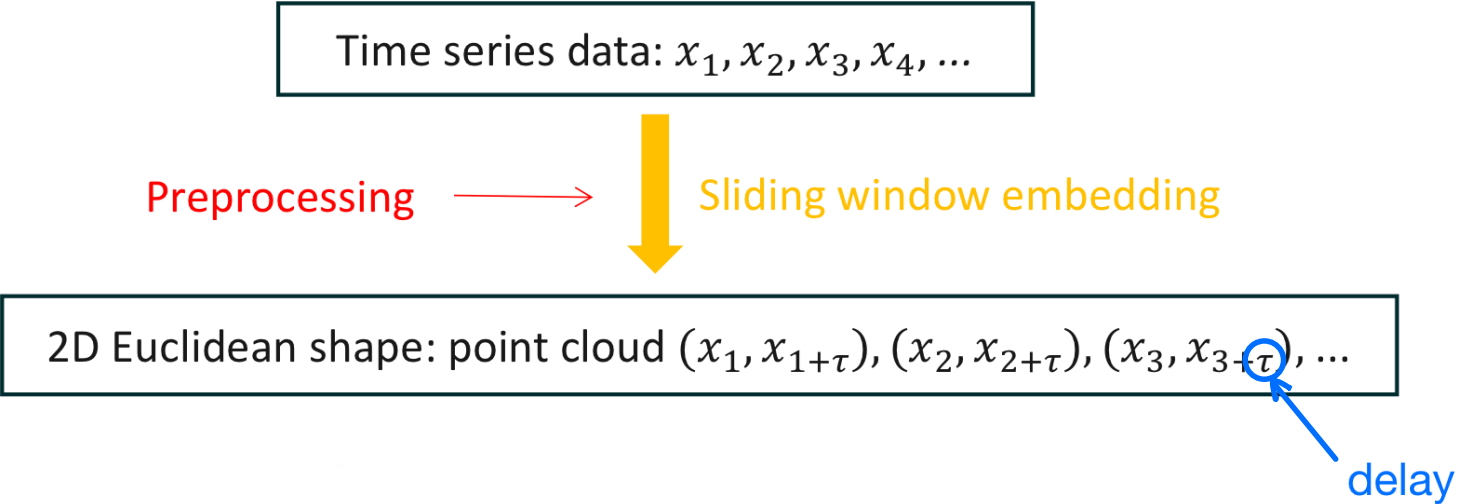 Time series data: x₁, x₂, x₃, x₄, ...
Preprocessing
Sliding window embedding
2D Euclidean shape: point cloud (x₁, x₁₊τ), (x₂, x₂₊τ), (x₃, x₃₊τ), ...
delay